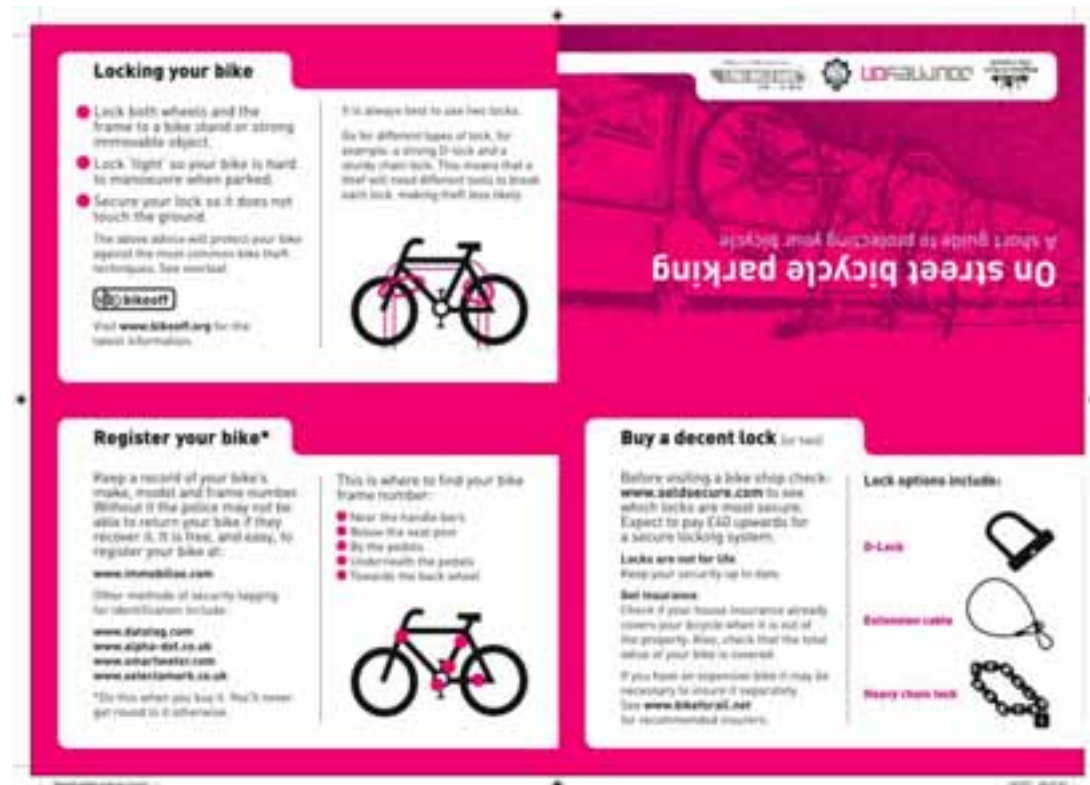 Locking your bike
Lock both wheels and the
frame to a bike stand or strong
immovable object.
Lock 'tight' so your bike is hard
to manoeuvre when parked.
Secure your lock so it does not
touch the ground.
The above advice will protect your bike
against the most common bike theft
techniques. See overleaf.
bikeoff
Visit www.bikeoff.org for the
latest information.
It is always best to use two locks.
Go for different types of lock, for
example: a strong D-lock and a
sturdy chain lock. This means that a
thief will need different tools to break
each lock, making theft less likely.
On street bicycle parking
A short guide to protecting your bicycle
Register your bike*
Keep a record of your bike's
make, model and frame number.
Without it the police may not be
able to return your bike if they
recover it. It is free, and easy, to
register your bike at:
www.immobilise.com
Other methods of security tagging
for identification include:
www.datatag.com
www.alpha-dot.co.uk
www.smartwater.com
www.selectamark.co.uk
*Do this when you buy it. You'll never
get round to it otherwise.
This is where to find your bike
frame number:
Near the handle bars
Below the seat post
By the pedals
Underneath the pedals
Towards the back wheel
Buy a decent lock (or two)
Before visiting a bike shop check:
www.soldsecure.com to see
which locks are most secure.
Expect to pay £40 upwards for
a secure locking system.
Locks are not for life
Keep your security up to date.
Get insurance
Check if your house insurance already
covers your bicycle when it is out of
the property. Also, check that the total
value of your bike is covered.
If you have an expensive bike it may be
necessary to insure it separately.
See www.bikeforall.net
for recommended insurers.
Lock options include:
D-Lock
Extension cable
Heavy chain lock